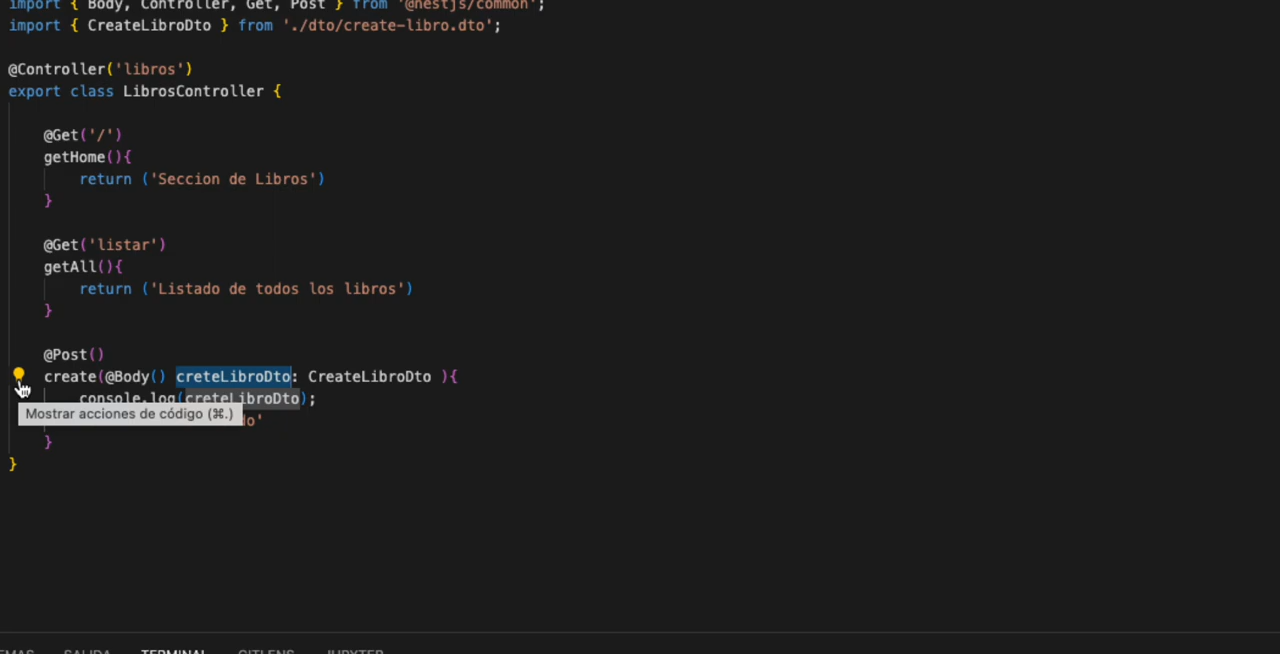 import { Body, Controller, Get, Post } from '@nestjs/common';
import { CreateLibroDto } from './dto/create-libro.dto';
@Controller('libros')
export class LibrosController {
@Get('/')
getHome(){
return ('Seccion de Libros')
}
@Get('listar')
getAll(){
return ('Listado de todos los libros')
}
@Post()
create(@Body() creteLibroDto: CreateLibroDto ){
console.log(creteLibroDto);
Mostrar acciones de código (⌘.)
}
}
SALIDA TERMINAL GITLENS JUPYTER